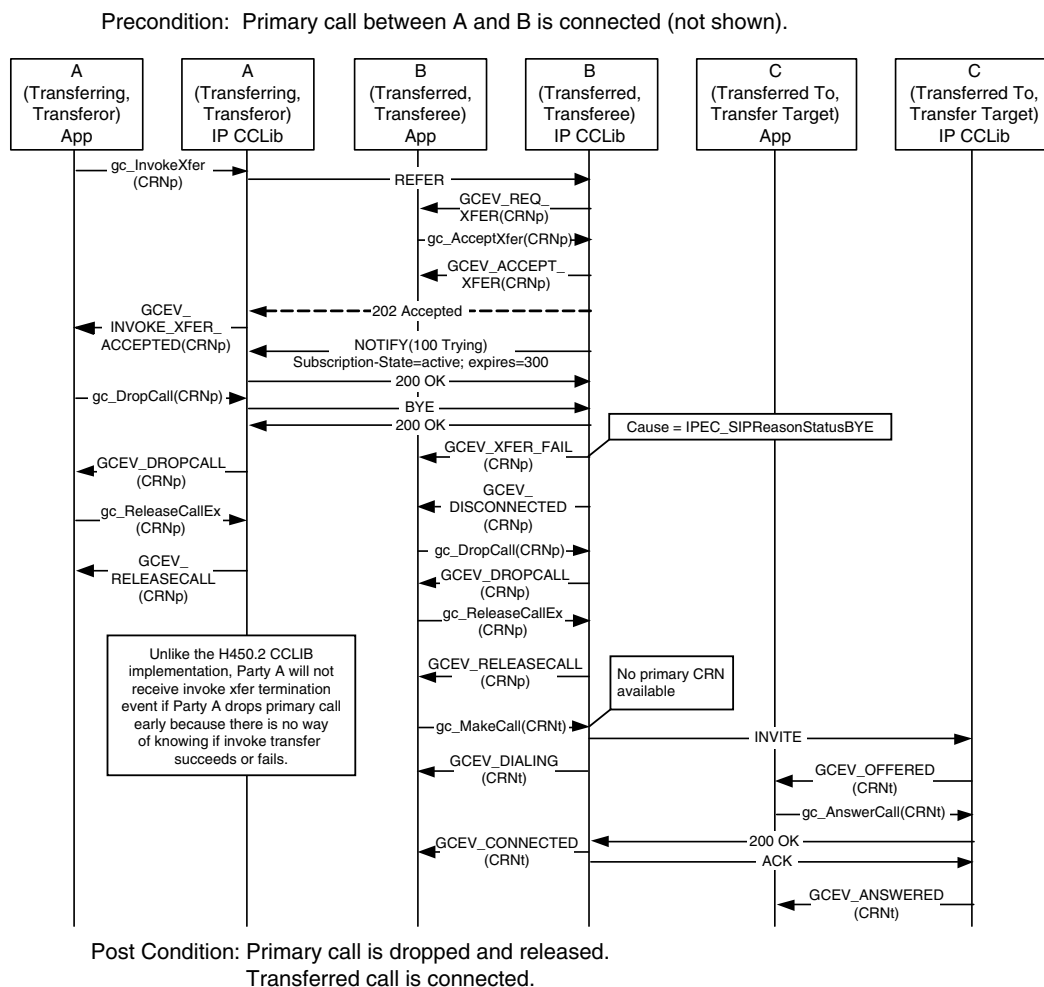 Precondition: Primary call between A and B is connected (not shown).
A
(Transferring,
Transferor)
App
A
(Transferring,
Transferor)
IP CCLib
B
(Transferred,
Transferee)
App
B
(Transferred,
Transferee)
IP CCLib
C
(Transferred To,
Transfer Target)
App
C
(Transferred To,
Transfer Target)
IP CCLib
gc_InvokeXfer
(CRNp)
REFER
GCEV_REQ_
XFER(CRNp)
gc_AcceptXfer(CRNp)
GCEV_ACCEPT_
XFER(CRNp)
202 Accepted
GCEV_
INVOKE_XFER_
ACCEPTED(CRNp)
NOTIFY(100 Trying)
Subscription-State=active; expires=300
200 OK
gc_DropCall(CRNp)
BYE
200 OK
Cause = IPEC_SIPReasonStatusBYE
GCEV_XFER_FAIL
(CRNp)
GCEV_DROPCALL
(CRNp)
GCEV_
DISCONNECTED
(CRNp)
gc_ReleaseCallEx
(CRNp)
gc_DropCall(CRNp)
GCEV_
RELEASECALL
(CRNp)
GCEV_DROPCALL
(CRNp)
gc_ReleaseCallEx
(CRNp)
Unlike the H450.2 CCLIB
implementation, Party A will not
receive invoke xfer termination
event if Party A drops primary call
early because there is no way
of knowing if invoke transfer
succeeds or fails.
GCEV_RELEASECALL
(CRNp)
No primary CRN
available
gc_MakeCall(CRNt)
INVITE
GCEV_DIALING
(CRNt)
GCEV_OFFERED
(CRNt)
gc_AnswerCall(CRNt)
200 OK
GCEV_CONNECTED
(CRNt)
ACK
GCEV_ANSWERED
(CRNt)
Post Condition: Primary call is dropped and released.
Transferred call is connected.